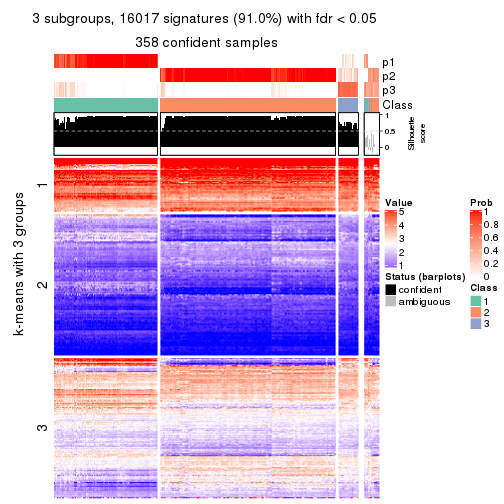 3 subgroups, 16017 signatures (91.0%) with fdr < 0.05
358 confident samples
p1
p2
p3
Class
1
0.5
0
Silhouette
score
k-means with 3 groups
1
2
3
Value
5
4
3
2
1
Status (barplots)
confident
ambiguous
Prob
1
0.8
0.6
0.4
0.2
0
Class
1
2
3